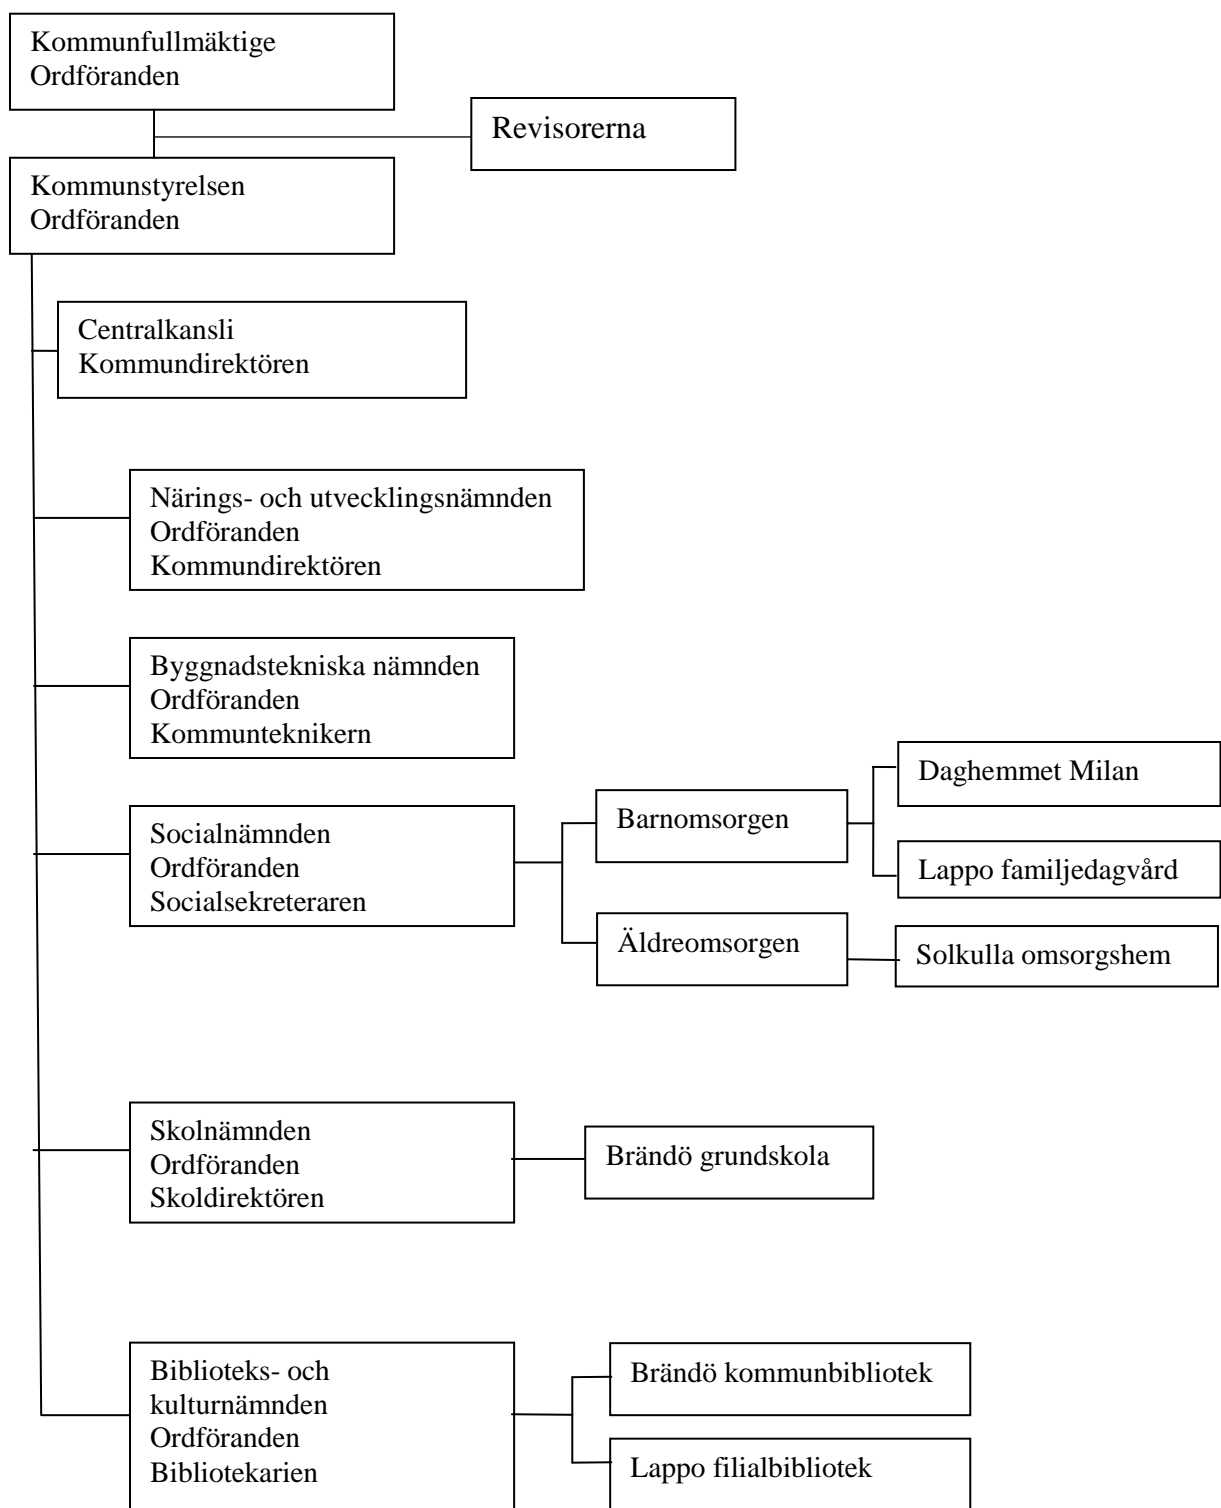 Kommunfullmäktige
Ordföranden
Revisorerna
Kommunstyrelsen
Ordföranden
Centralkansli
Kommundirektören
Närings- och utvecklingsnämnden
Ordföranden
Kommundirektören
Byggnadstekniska nämnden
Ordföranden
Kommunteknikern
Socialnämnden
Ordföranden
Socialsekreteraren
Barnomsorgen
Daghemmet Milan
Lappo familjedagvård
Äldreomsorgen
Solkulla omsorgshem
Skolnämnden
Ordföranden
Skoldirektören
Brändö grundskola
Biblioteks- och
kulturnämnden
Ordföranden
Bibliotekarien
Brändö kommunbibliotek
Lappo filialbibliotek